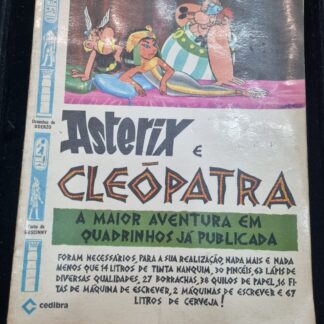 Desenhos de
UDERZO
Asterix e
CLEÓPATRA
Texto de
GOSCINNY
A MAIOR AVENTURA EM
QUADRINHOS JÁ PUBLICADA
FORAM NECESSÁRIOS, PARA A SUA REALIZAÇÃO, NADA MAIS E NADA
MENOS QUE 14 LITROS DE TINTA NANQUIM, 30 PINCÉIS, 63 LÁPIS DE
DIVERSAS QUALIDADES, 27 BORRACHAS, 38 QUILOS DE PAPEL, 16 FI-
TAS DE MÁQUINA DE ESCREVER, 2 MÁQUINAS DE ESCREVER E 67
LITROS DE CERVEJA!
cedibra